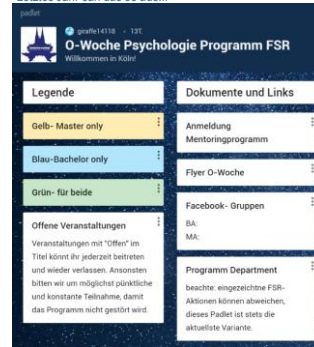 padlet
giraffe14118 · 13T.
O-Woche Psychologie Programm FSR
Willkommen in Köln!
Legende
Gelb- Master only
Blau-Bachelor only
Grün- für beide
Offene Veranstaltungen
Veranstaltungen mit "Offen" im
Titel könnt ihr jederzeit beitreten
und wieder verlassen. Ansonsten
bitten wir um möglichst pünktliche
und konstante Teilnahme, damit
das Programm nicht gestört wird.
Dokumente und Links
Anmeldung
Mentoringprogramm
Flyer O-Woche
Facebook- Gruppen
BA:
MA:
Programm Department
beachte: eingezeichte FSR-
Aktionen können abweichen,
dieses Padlet ist stets die
aktuellste Variante.